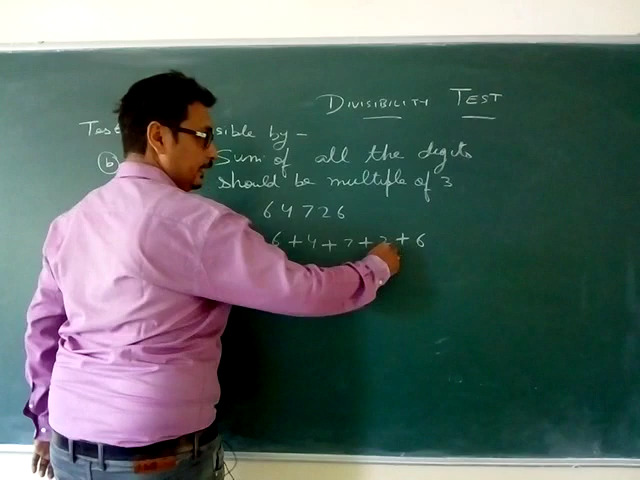 DIVISIBILITY TEST
Test sible by -
b Sum of all the digits
should be multiple of 3
64726
6 + 4 + 7 + 2 + 6